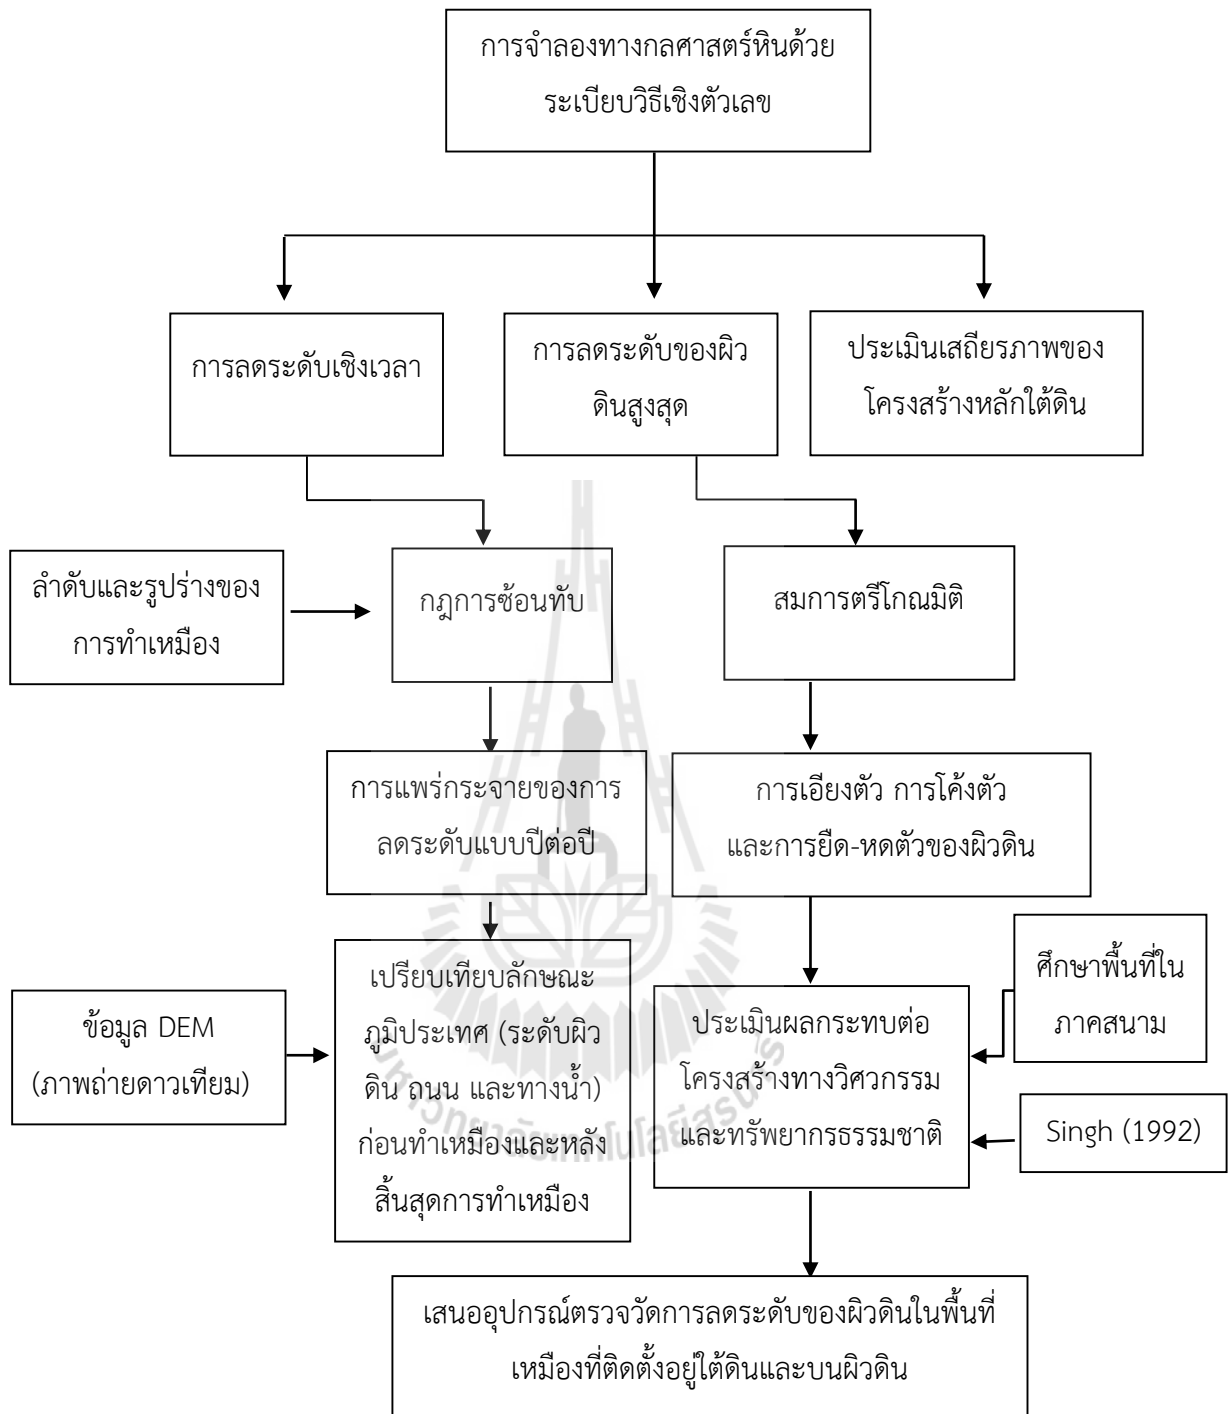 การจำลองทางกลศาสตร์หินด้วย
ระเบียบวิธีเชิงตัวเลข
การลดระดับเชิงเวลา
การลดระดับของผิว
ดินสูงสุด
ประเมินเสถียรภาพของ
โครงสร้างหลักใต้ดิน
ลำดับและรูปร่างของ
การทำเหมือง
กฎการซ้อนทับ
สมการตรีโกณมิติ
การแพร่กระจายของการ
ลดระดับแบบปีต่อปี
การเอียงตัว การโค้งตัว
และการยืด-หดตัวของผิวดิน
ข้อมูล DEM
(ภาพถ่ายดาวเทียม)
เปรียบเทียบลักษณะ
ภูมิประเทศ (ระดับผิว
ดิน ถนน และทางน้ำ)
ก่อนทำเหมืองและหลัง
สิ้นสุดการทำเหมือง
ประเมินผลกระทบต่อ
โครงสร้างทางวิศวกรรม
และทรัพยากรธรรมชาติ
ศึกษาพื้นที่ใน
ภาคสนาม
Singh (1992)
มหาวิทยาลัยเทคโนโลยีสุรนารี
เสนออุปกรณ์ตรวจวัดการลดระดับของผิวดินในพื้นที่
เหมืองที่ติดตั้งอยู่ใต้ดินและบนผิวดิน